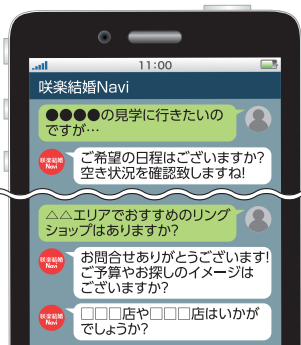 11:00
咲楽結婚Navi
●●●●の見学に行きたいの
ですが…
咲楽結婚
Navi
ご希望の日程はございますか?
空き状況を確認致しますね!
△△エリアでおすすめのリング
ショップはありますか?
咲楽結婚
Navi
お問合せありがとうございます!
ご予算やお探しのイメージは
ございますか?
咲楽結婚
Navi
□□□店や□□□店はいかが
でしょうか?